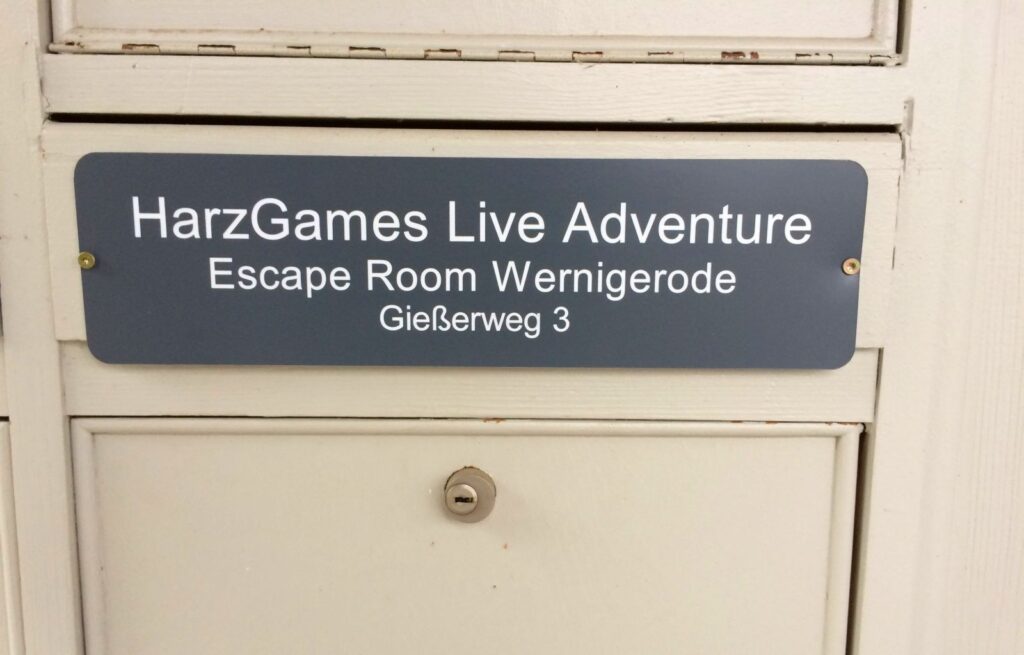 HarzGames Live Adventure
Escape Room Wernigerode
Gießerweg 3